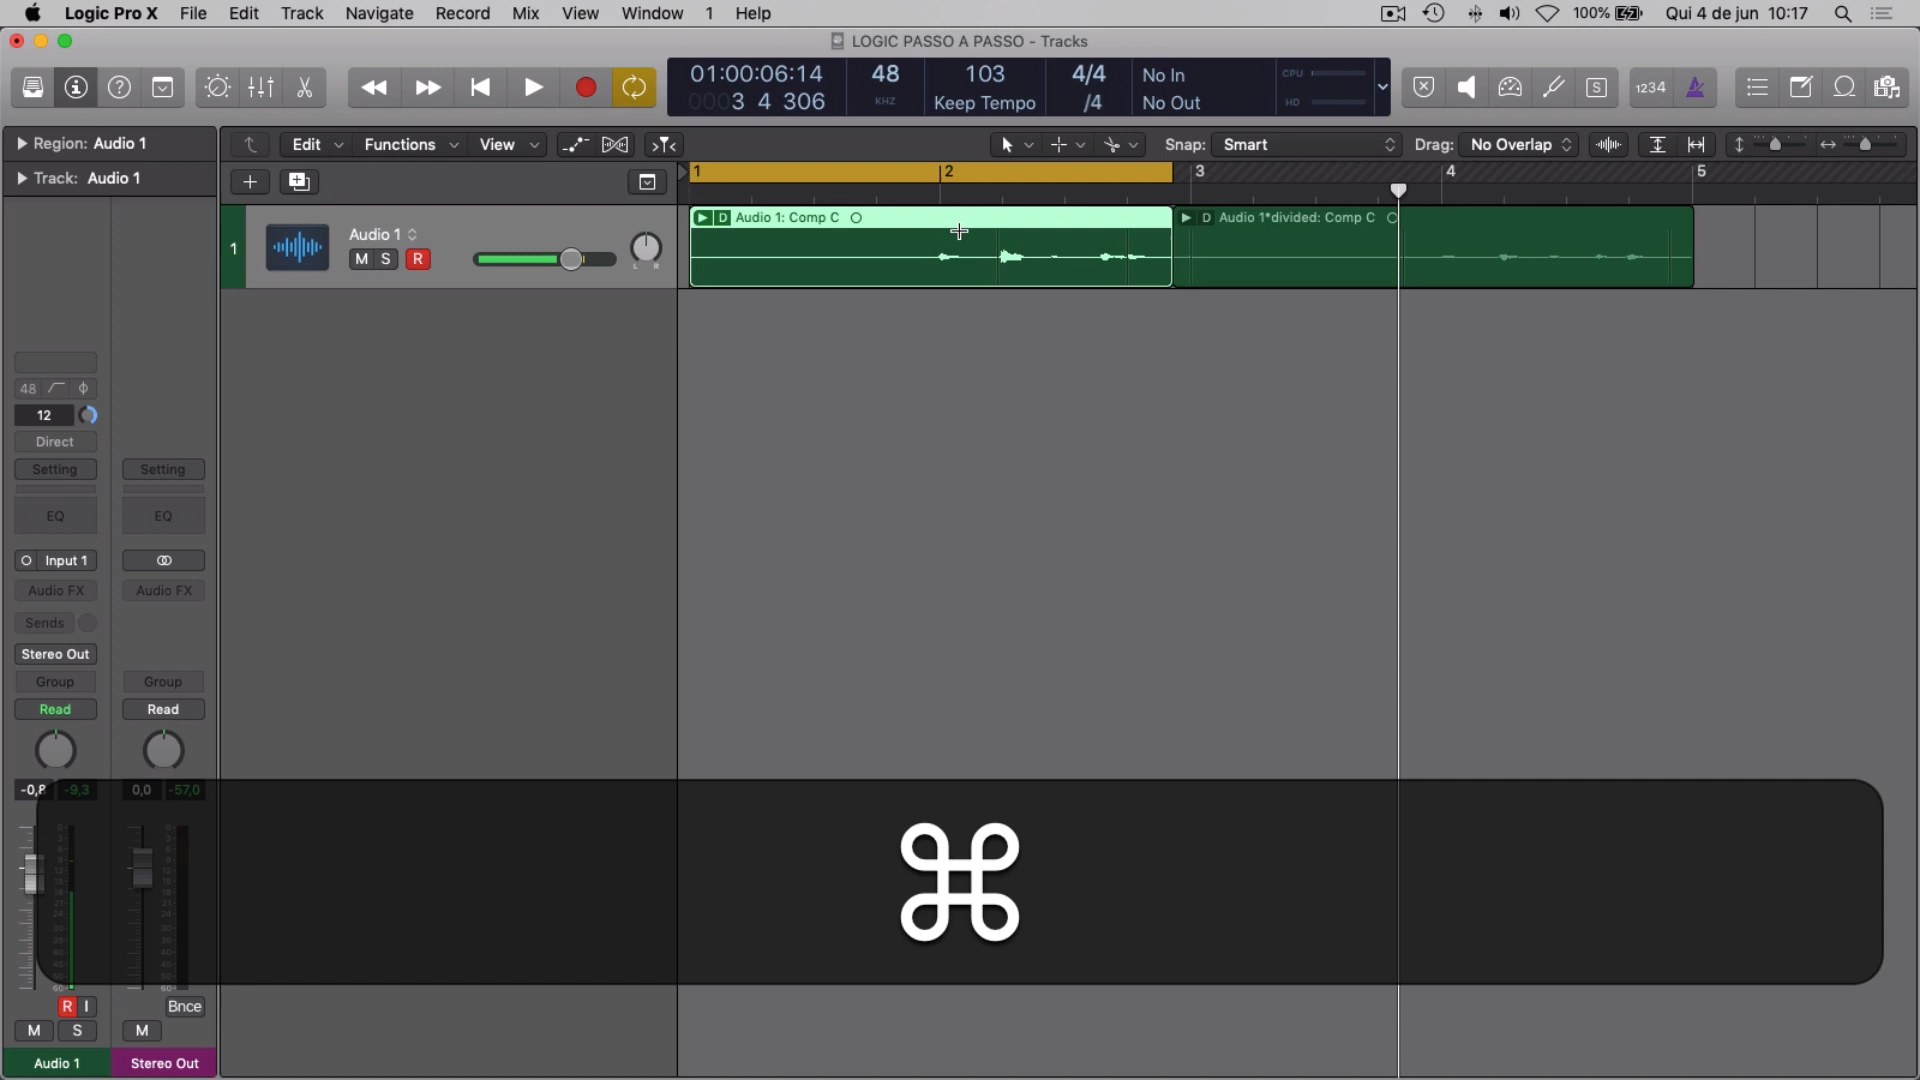 Logic Pro X File Edit Track Navigate Record Mix View Window 1 Help 100% Qui 4 de jun 10:17
LOGIC PASSO A PASSO - Tracks
01:00:06:14 48 103 4/4 No In CPU
0003 4 306 KHZ Keep Tempo /4 No Out HD
S 1234
Region: Audio 1 Edit Functions View Snap: Smart Drag: No Overlap
Track: Audio 1
1 2 3 4 5
D Audio 1: Comp C D Audio 1*divided: Comp C
1 Audio 1
M S R L R
48
12
Direct
Setting Setting
EQ EQ
Input 1
Audio FX Audio FX
Sends
Stereo Out
Group Group
Read Read
-0,8 -9,3 0,0 -57,0
⌘
R I Bnce
M S M
Audio 1 Stereo Out